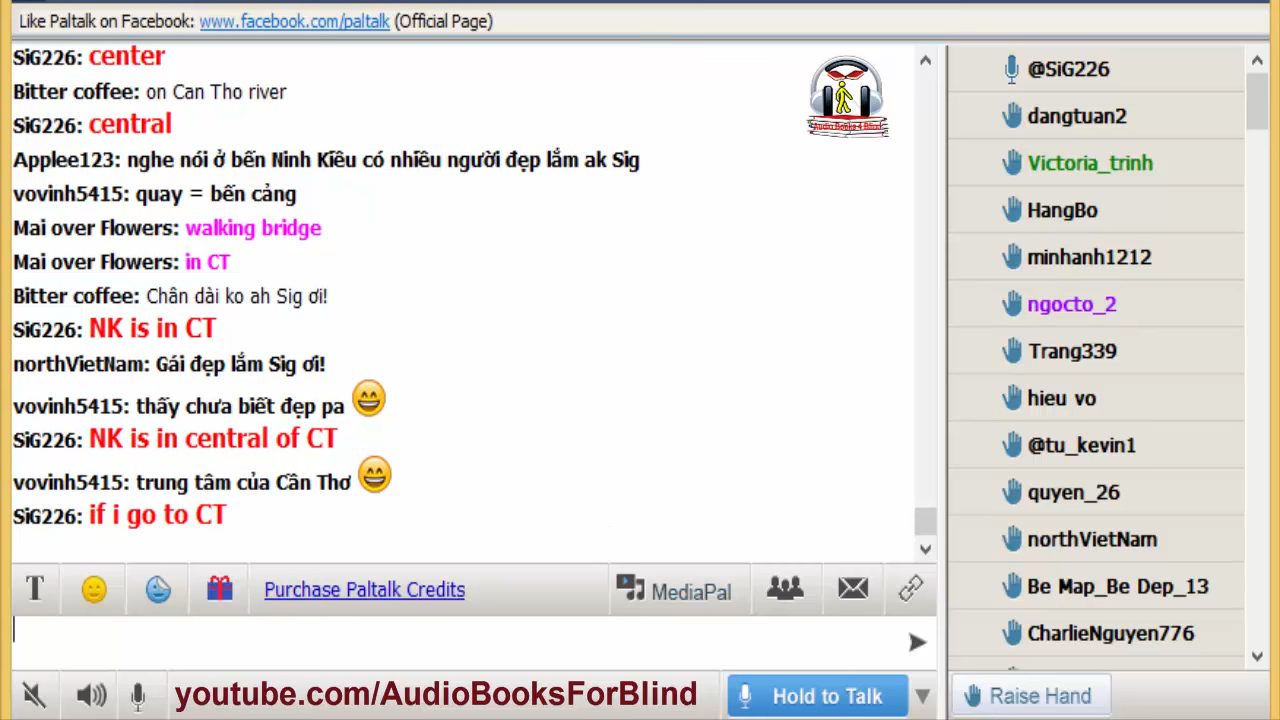 Like Paltalk on Facebook: www.facebook.com/paltalk (Official Page)
SiG226: center
Bitter coffee: on Can Tho river
SiG226: central
Applee123: nghe nói ở bến Ninh Kiều có nhiều người đẹp lắm ak Sig
vovinh5415: quay = bến cảng
Mai over Flowers: walking bridge
Mai over Flowers: in CT
Bitter coffee: Chân dài ko ah Sig ơi!
SiG226: NK is in CT
northVietNam: Gái đẹp lắm Sig ơi!
vovinh5415: thấy chưa biết đẹp pa
SiG226: NK is in central of CT
vovinh5415: trung tâm của Cần Thơ
SiG226: if i go to CT
Audio Books 4 Blind
@SiG226
dangtuan2
Victoria_trinh
HangBo
minhanh1212
ngocto_2
Trang339
hieu vo
@tu_kevin1
quyen_26
northVietNam
Be Map_Be Dep_13
CharlieNguyen776
T Purchase Paltalk Credits MediaPal
youtube.com/AudioBooksForBlind Hold to Talk Raise Hand